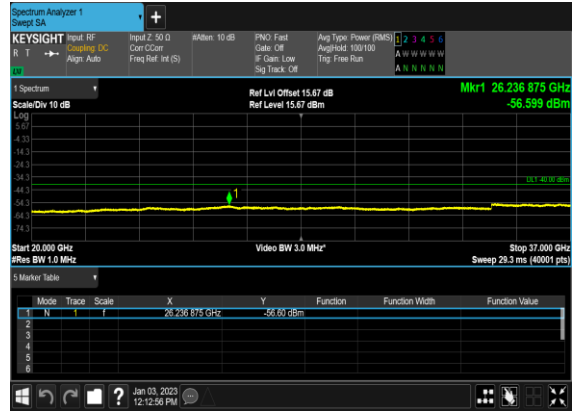 Spectrum Analyzer 1
Swept SA
+
KEYSIGHT Input: RF Input Z: 50 Ω #Atten: 10 dB PNO: Fast Avg Type: Power (RMS) 1 2 3 4 5 6
R T Coupling: DC Corr CCorr Gate: Off Avg|Hold: 100/100 A W W W W W
Align: Auto Freq Ref: Int (S) IF Gain: Low Trig: Free Run
Sig Track: Off A N N N N N
1 Spectrum Ref Lvl Offset 15.67 dB Mkr1 26.236 875 GHz
Scale/Div 10 dB Ref Level 15.67 dBm -56.599 dBm
Log
5.67
-4.33
-14.3
-24.3
-34.3 DL1 -40.00 dBm
-44.3
1
-54.3
-64.3
-74.3
Start 20.000 GHz Video BW 3.0 MHz* Stop 37.000 GHz
#Res BW 1.0 MHz Sweep 29.3 ms (40001 pts)
5 Marker Table
Mode Trace Scale X Y Function Function Width Function Value
1 N 1 f 26.236 875 GHz -56.60 dBm
2
3
4
5
6
? Jan 03, 2023
12:12:56 PM